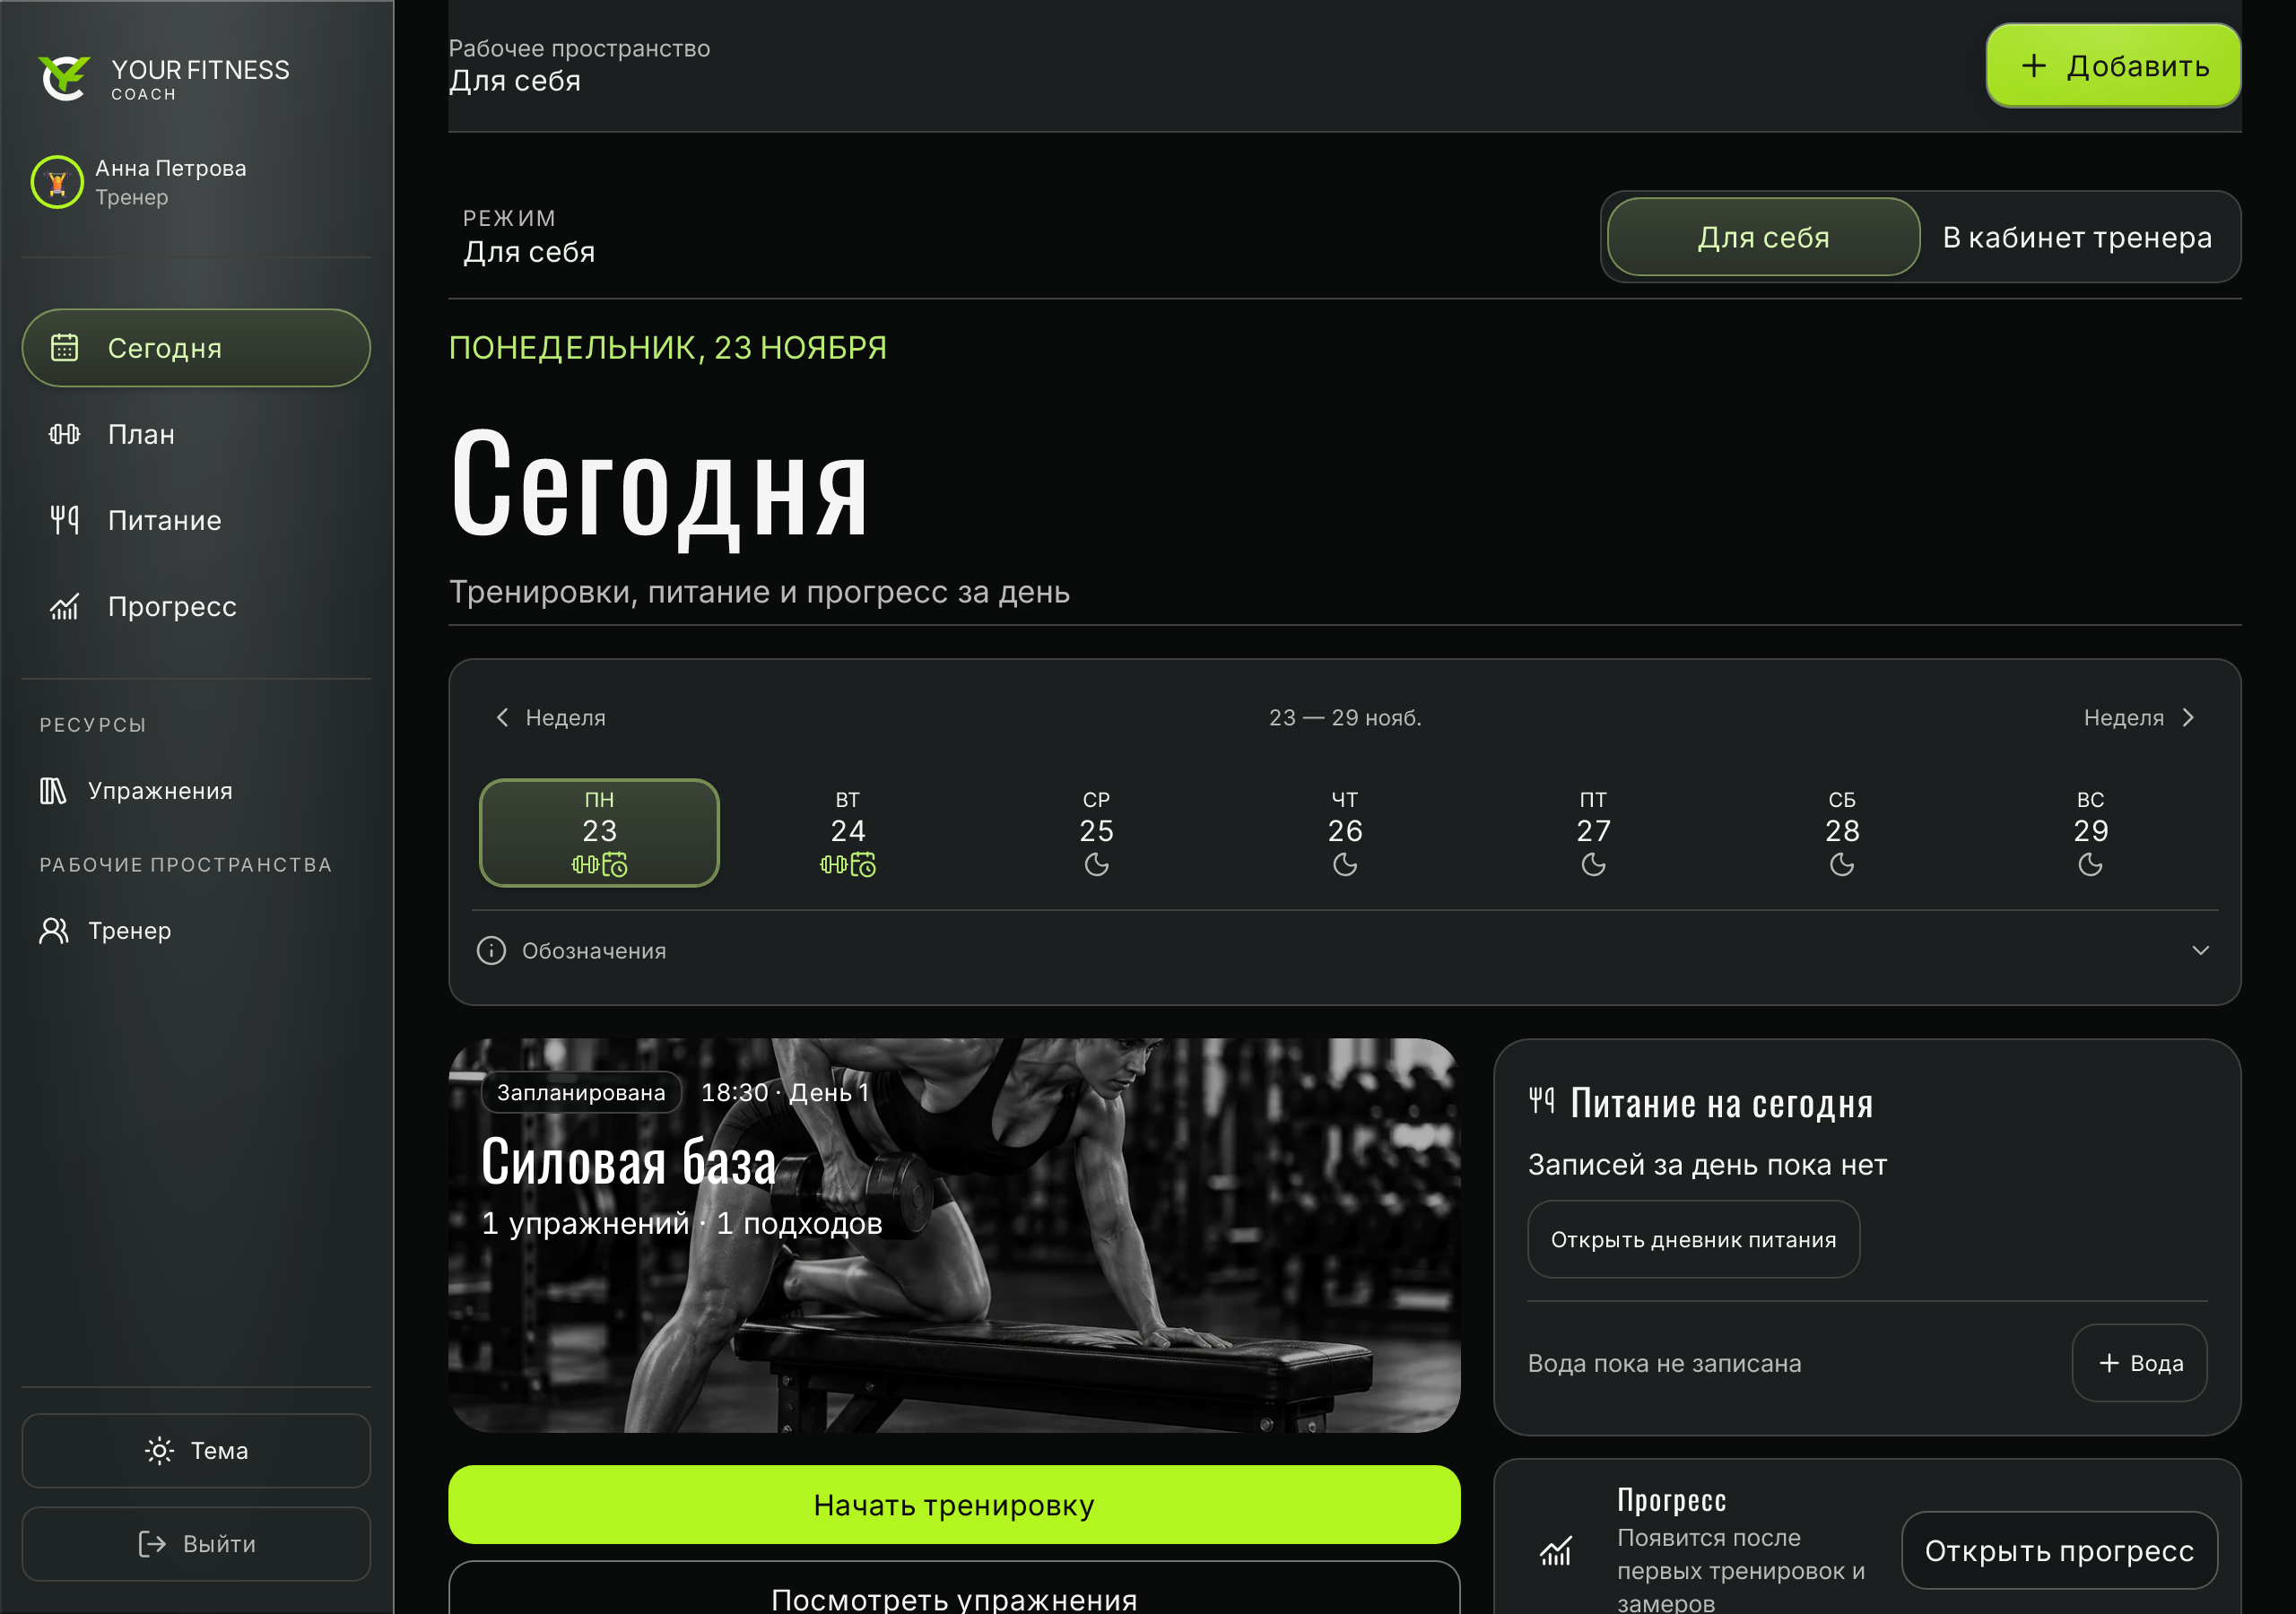 YOUR FITNESS
COACH
Анна Петрова
Тренер
Сегодня
План
Питание
Прогресс
РЕСУРСЫ
Упражнения
РАБОЧИЕ ПРОСТРАНСТВА
Тренер
Тема
Выйти
Рабочее пространство
Для себя
+ Добавить
РЕЖИМ
Для себя
Для себя
В кабинет тренера
ПОНЕДЕЛЬНИК, 23 НОЯБРЯ
Сегодня
Тренировки, питание и прогресс за день
Неделя
23 — 29 нояб.
Неделя
ПН
23
ВТ
24
СР
25
ЧТ
26
ПТ
27
СБ
28
ВС
29
Обозначения
Запланирована
18:30 · День 1
Силовая база
1 упражнений · 1 подходов
Начать тренировку
Посмотреть упражнения
Питание на сегодня
Записей за день пока нет
Открыть дневник питания
Вода пока не записана
+ Вода
Прогресс
Появится после
первых тренировок и
замеров
Открыть прогресс